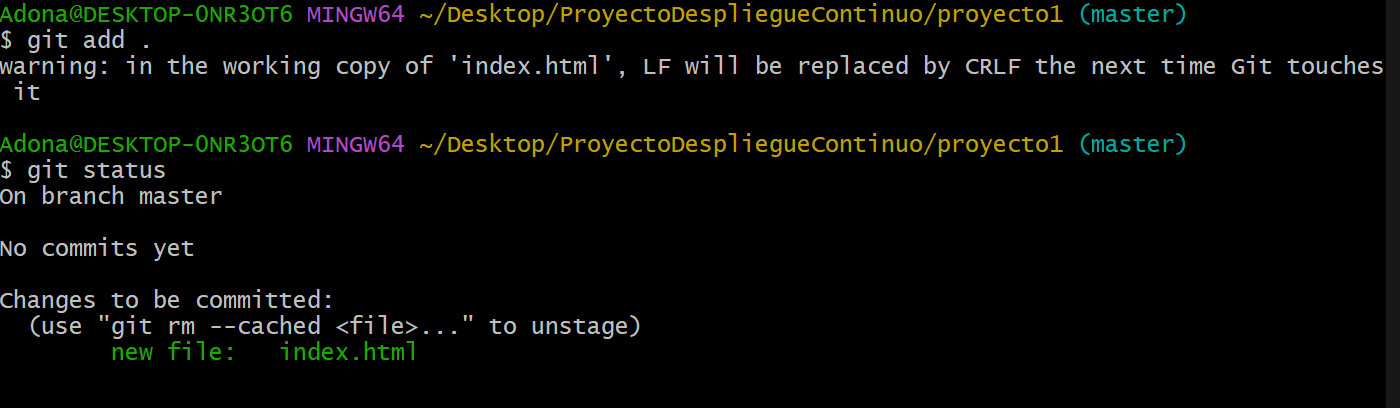 Adona@DESKTOP-0NR3OT6 MINGW64 ~/Desktop/ProyectoDespliegueContinuo/proyecto1 (master)
$ git add .
warning: in the working copy of 'index.html', LF will be replaced by CRLF the next time Git touches
 it
Adona@DESKTOP-0NR3OT6 MINGW64 ~/Desktop/ProyectoDespliegueContinuo/proyecto1 (master)
$ git status
On branch master
No commits yet
Changes to be committed:
  (use "git rm --cached <file>..." to unstage)
        new file:   index.html